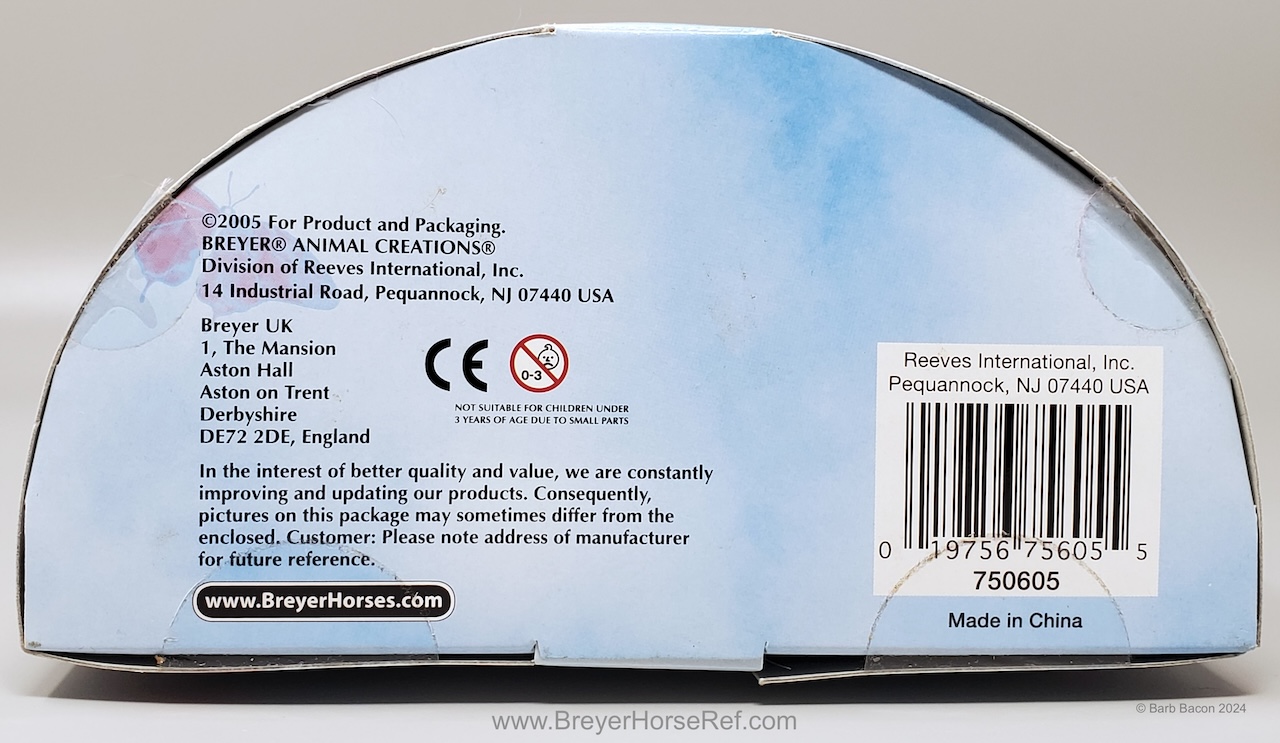 ©2005 For Product and Packaging.
BREYER® ANIMAL CREATIONS®
Division of Reeves International, Inc.
14 Industrial Road, Pequannock, NJ 07440 USA
Breyer UK
1, The Mansion
Aston Hall
Aston on Trent
Derbyshire
DE72 2DE, England
CE
0-3
NOT SUITABLE FOR CHILDREN UNDER
3 YEARS OF AGE DUE TO SMALL PARTS
In the interest of better quality and value, we are constantly
improving and updating our products. Consequently,
pictures on this package may sometimes differ from the
enclosed. Customer: Please note address of manufacturer
for future reference.
www.BreyerHorses.com
Reeves International, Inc.
Pequannock, NJ 07440 USA
0 19756 75605 5
750605
Made in China
© Barb Bacon 2024
www.BreyerHorseRef.com